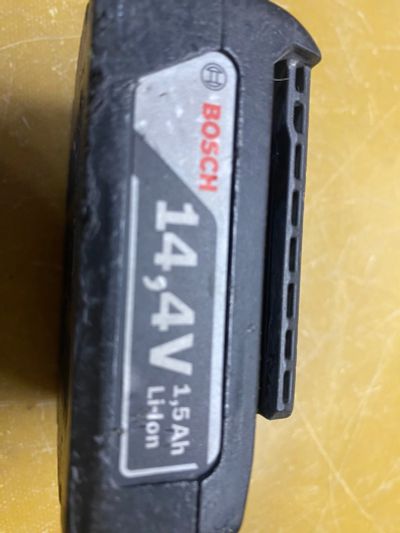 BOSCH
14,4V
1,5Ah
Li-Ion